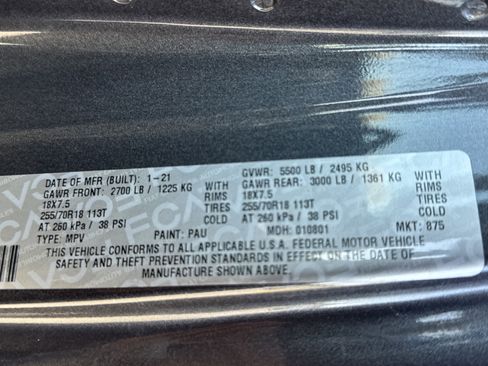 DATE OF MFR (BUILT): 1-21 GVWR: 5500 LB / 2495 KG
GAWR FRONT: 2700 LB / 1225 KG WITH GAWR REAR: 3000 LB / 1361 KG WITH
18X7.5 RIMS 18X7.5 RIMS
255/70R18 113T TIRES 255/70R18 113T TIRES
AT 260 kPa / 38 PSI COLD AT 260 kPa / 38 PSI COLD
TYPE: MPV PAINT: PAU MDH: 010801 MKT: 875
THIS VEHICLE CONFORMS TO ALL APPLICABLE U.S.A. FEDERAL MOTOR VEHICLE
SAFETY AND THEFT PREVENTION STANDARDS IN EFFECT ON THE DATE OF
MANUFACTURE SHOWN ABOVE.